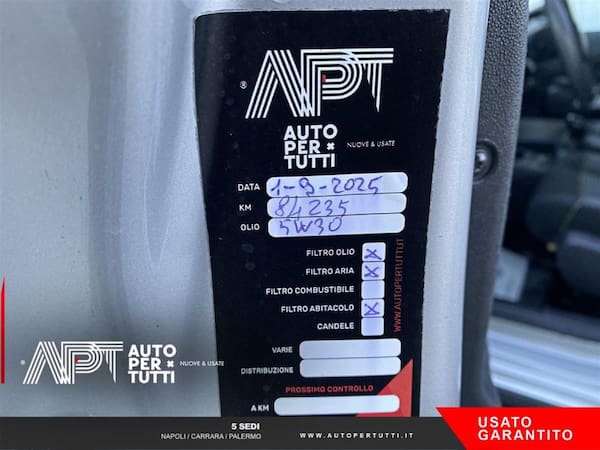 ® APT
AUTO
PER
TUTTI
NUOVE & USATE
DATA 1-9-2025
KM 84235
OLIO 5W30
FILTRO OLIO X
FILTRO ARIA X
FILTRO COMBUSTIBILE
FILTRO ABITACOLO X
CANDELE
WWW.AUTOPERTUTTI.IT
VARIE
DISTRIBUZIONE
PROSSIMO CONTROLLO
A KM
® APT
AUTO
PER
TUTTI
NUOVE & USATE
5 SEDI
NAPOLI / CARRARA / PALERMO
WWW.AUTOPERTUTTI.IT
USATO
GARANTITO